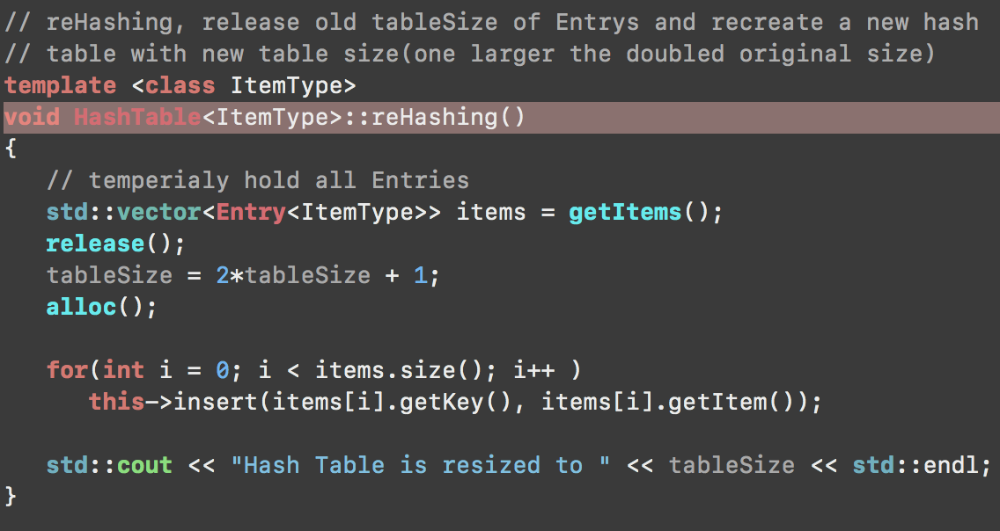 // reHashing, release old tableSize of Entrys and recreate a new hash
// table with new table size(one larger the doubled original size)
template <class ItemType>
void HashTable<ItemType>::reHashing()
{
   // temperialy hold all Entries
   std::vector<Entry<ItemType>> items = getItems();
   release();
   tableSize = 2*tableSize + 1;
   alloc();

   for(int i = 0; i < items.size(); i++ )
      this->insert(items[i].getKey(), items[i].getItem());

   std::cout << "Hash Table is resized to " << tableSize << std::endl;
}